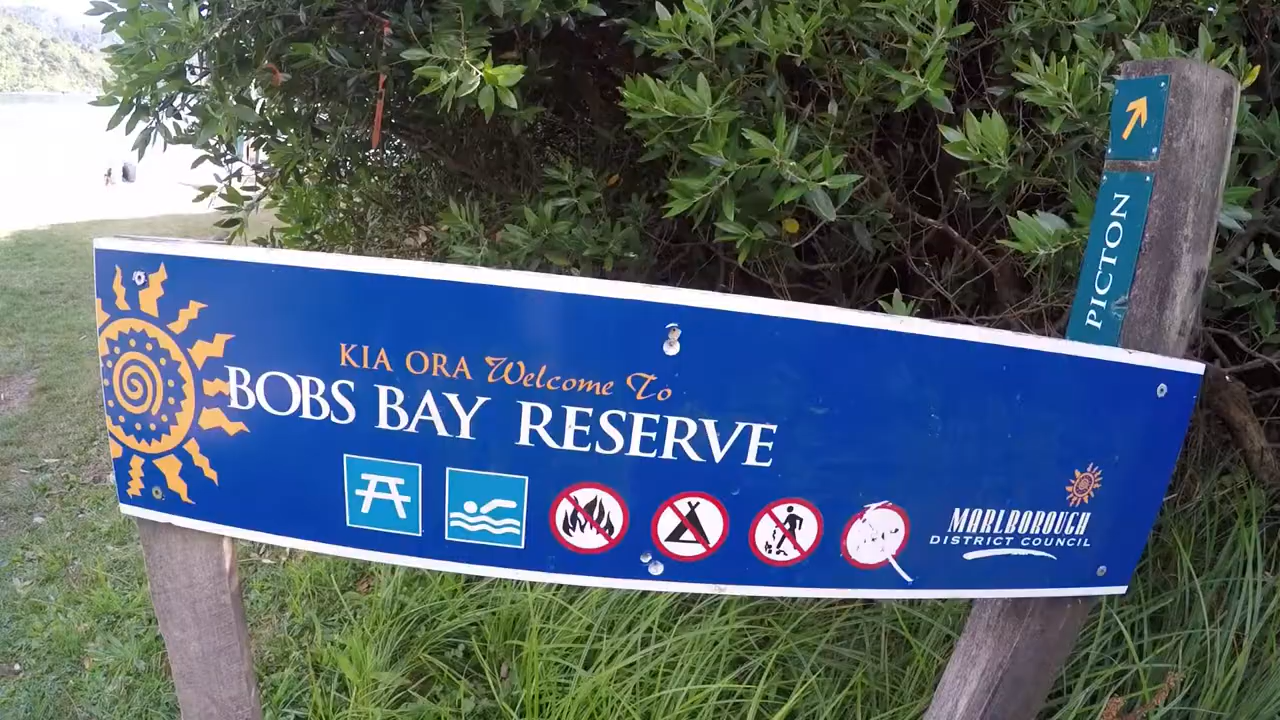 PICTON
KIA ORA Welcome To
BOBS BAY RESERVE
MARLBOROUGH
DISTRICT COUNCIL